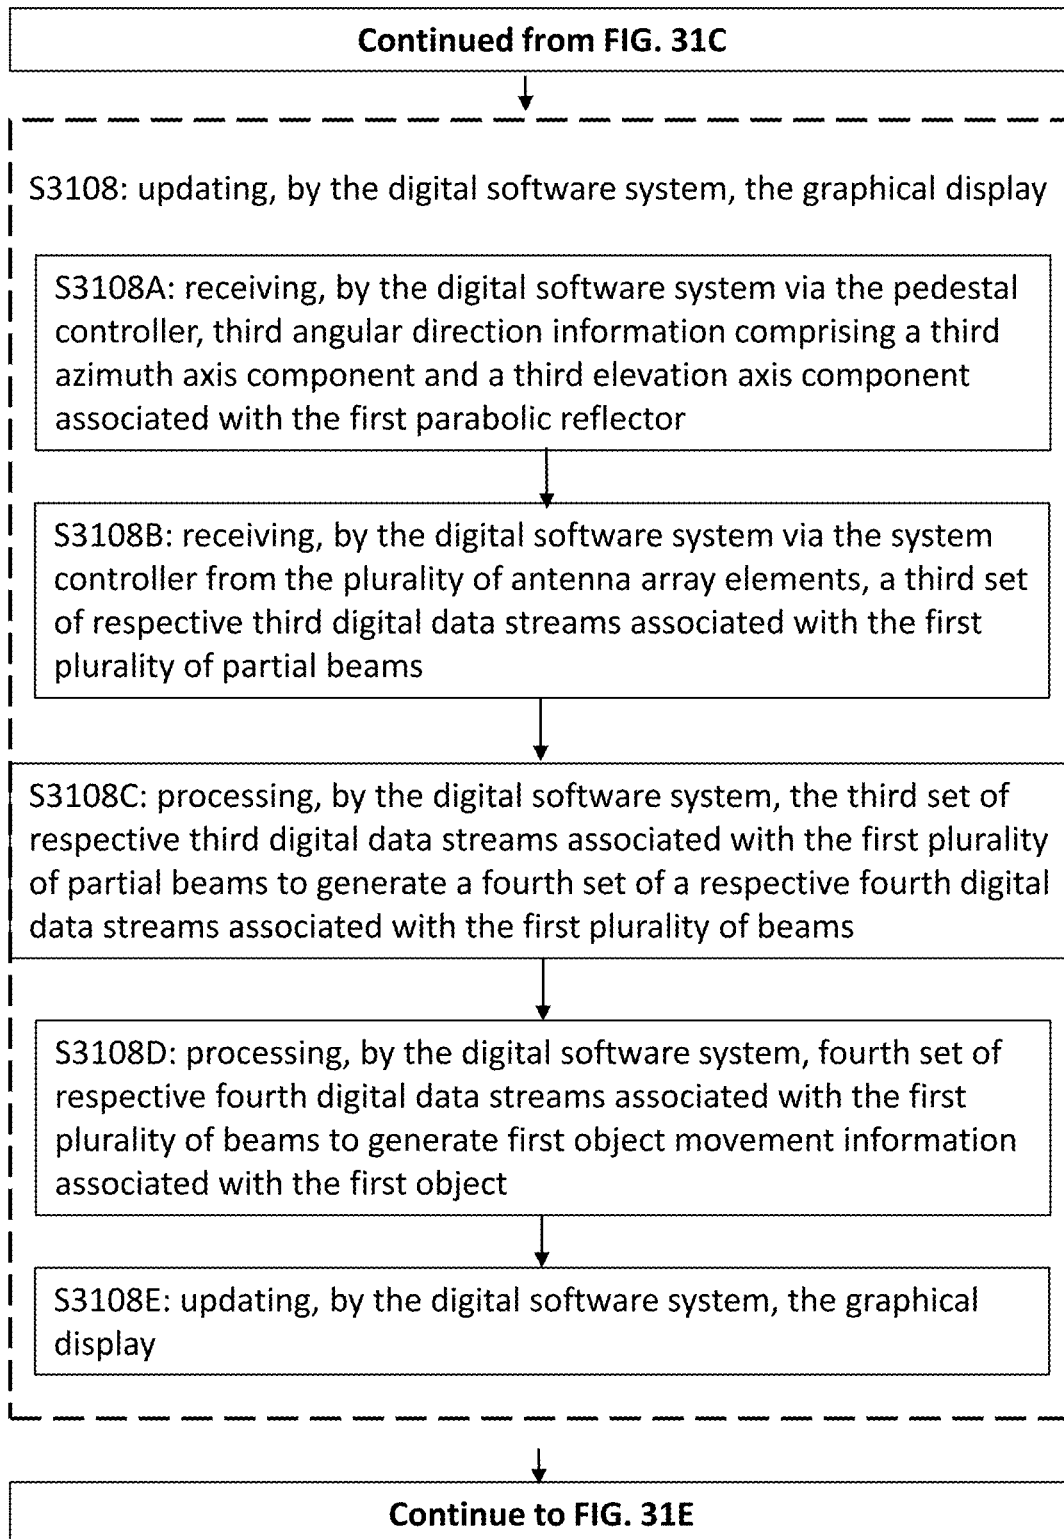 Continued from FIG. 31C
S3108: updating, by the digital software system, the graphical display
S3108A: receiving, by the digital software system via the pedestal
controller, third angular direction information comprising a third
azimuth axis component and a third elevation axis component
associated with the first parabolic reflector
S3108B: receiving, by the digital software system via the system
controller from the plurality of antenna array elements, a third set
of respective third digital data streams associated with the first
plurality of partial beams
S3108C: processing, by the digital software system, the third set of
respective third digital data streams associated with the first plurality
of partial beams to generate a fourth set of a respective fourth digital
data streams associated with the first plurality of beams
S3108D: processing, by the digital software system, fourth set of
respective fourth digital data streams associated with the first
plurality of beams to generate first object movement information
associated with the first object
S3108E: updating, by the digital software system, the graphical
display
Continue to FIG. 31E